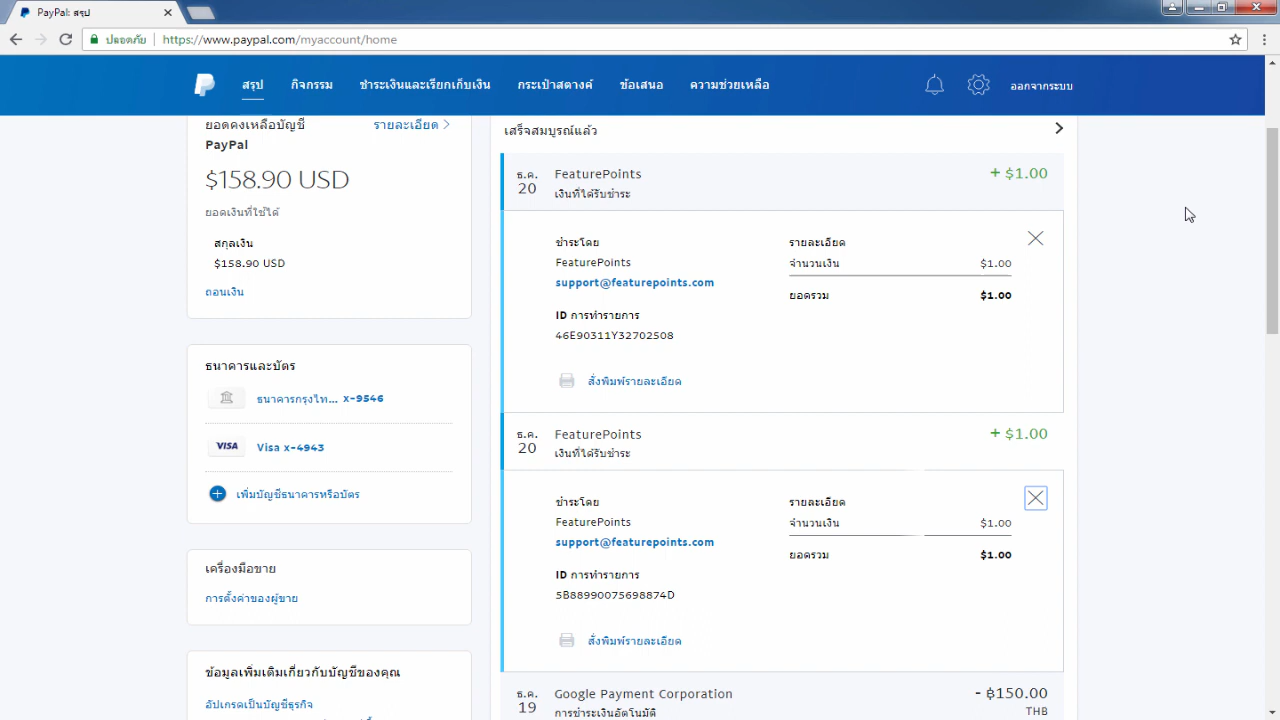 PayPal: สรุป
ปลอดภัย
https://www.paypal.com/myaccount/home
สรุป
กิจกรรม
ชำระเงินและเรียกเก็บเงิน
กระเป๋าสตางค์
ข้อเสนอ
ความช่วยเหลือ
ออกจากระบบ
ยอดคงเหลือบัญชี
PayPal
รายละเอียด
$158.90 USD
ยอดเงินที่ใช้ได้
สกุลเงิน
$158.90 USD
ถอนเงิน
ธนาคารและบัตร
ธนาคารกรุงไท... x-9546
VISA
Visa x-4943
เพิ่มบัญชีธนาคารหรือบัตร
เครื่องมือขาย
การตั้งค่าของผู้ขาย
ข้อมูลเพิ่มเติมเกี่ยวกับบัญชีของคุณ
อัปเกรดเป็นบัญชีธุรกิจ
เสร็จสมบูรณ์แล้ว
ธ.ค.
20
FeaturePoints
เงินที่ได้รับชำระ
+ $1.00
ชำระโดย
FeaturePoints
support@featurepoints.com
ID การทำรายการ
46E90311Y32702508
สั่งพิมพ์รายละเอียด
รายละเอียด
จำนวนเงิน $1.00
ยอดรวม $1.00
ธ.ค.
20
FeaturePoints
เงินที่ได้รับชำระ
+ $1.00
ชำระโดย
FeaturePoints
support@featurepoints.com
ID การทำรายการ
5B88990075698874D
สั่งพิมพ์รายละเอียด
รายละเอียด
จำนวนเงิน $1.00
ยอดรวม $1.00
ธ.ค.
19
Google Payment Corporation
การชำระเงินอัตโนมัติ
- $150.00
THB